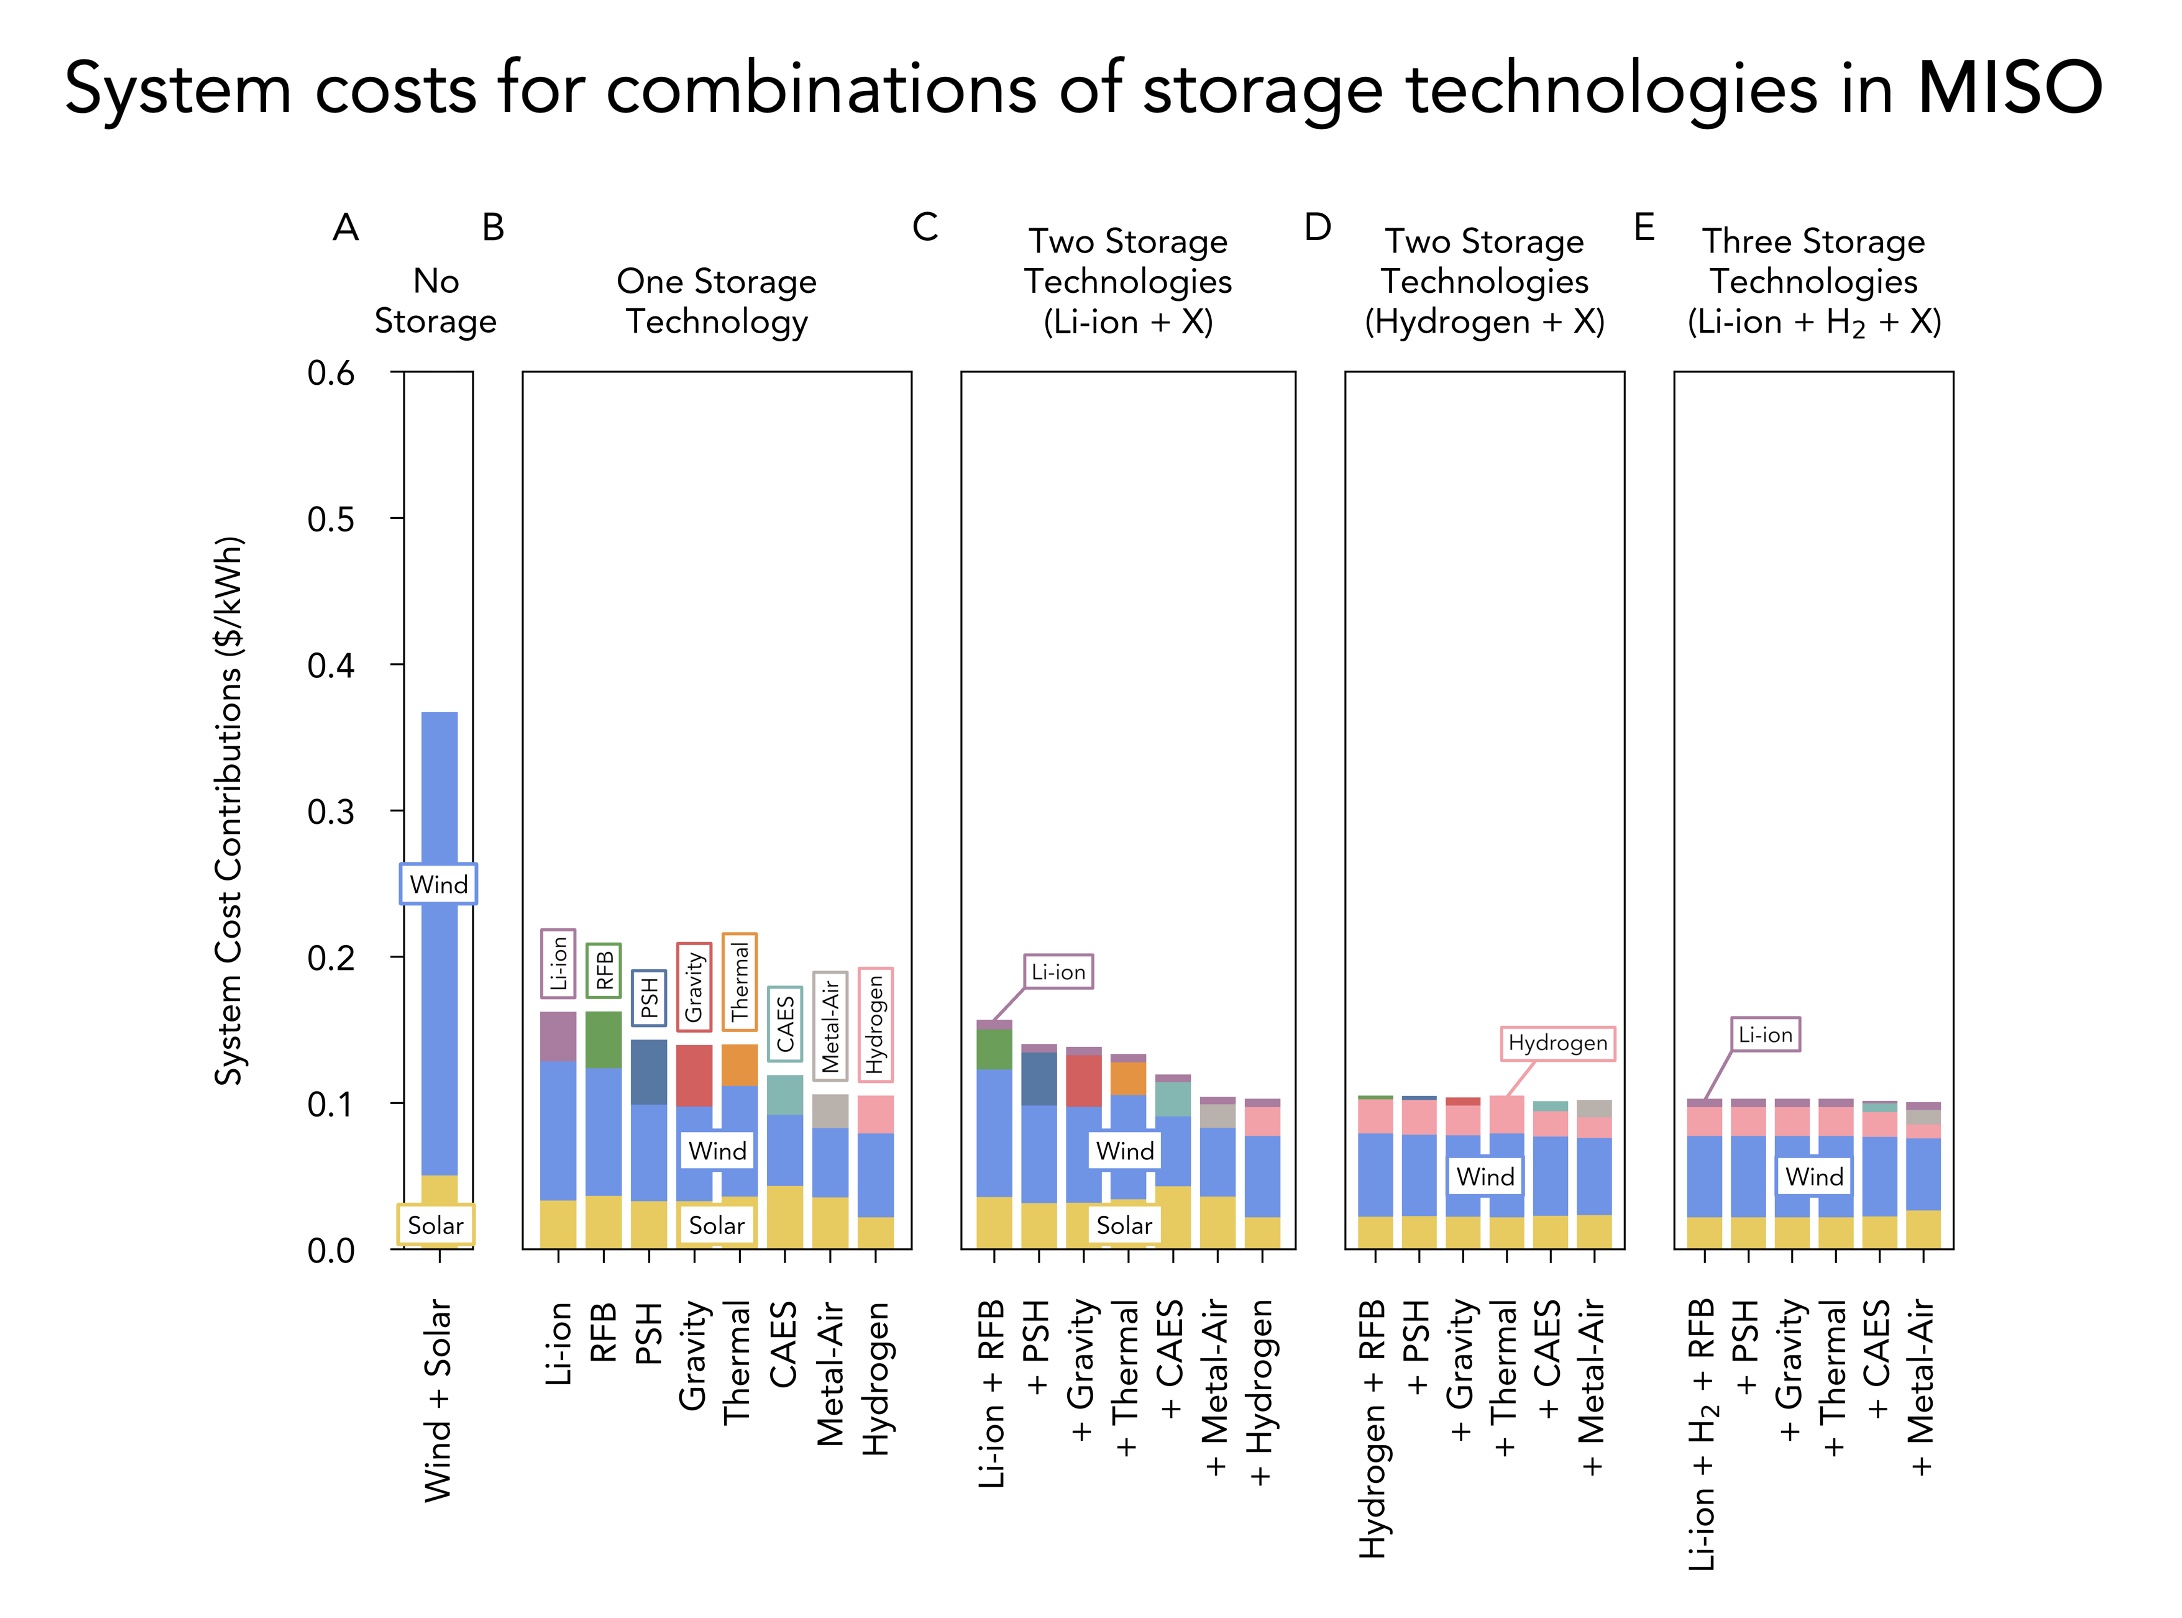 System costs for combinations of storage technologies in MISO
A
No
Storage
B
One Storage
Technology
C
Two Storage
Technologies
(Li-ion + X)
D
Two Storage
Technologies
(Hydrogen + X)
E
Three Storage
Technologies
(Li-ion + H₂ + X)
System Cost Contributions ($/kWh)
0.6
0.5
0.4
0.3
0.2
0.1
0.0
Wind
Solar
Wind + Solar
Li-ion
RFB
PSH
Gravity
Thermal
CAES
Metal-Air
Hydrogen
Wind
Solar
Li-ion
RFB
PSH
Gravity
Thermal
CAES
Metal-Air
Hydrogen
Li-ion
Wind
Solar
Li-ion + RFB
+ PSH
+ Gravity
+ Thermal
+ CAES
+ Metal-Air
+ Hydrogen
Hydrogen
Wind
Hydrogen + RFB
+ PSH
+ Gravity
+ Thermal
+ CAES
+ Metal-Air
Li-ion
Wind
Li-ion + H₂ + RFB
+ PSH
+ Gravity
+ Thermal
+ CAES
+ Metal-Air